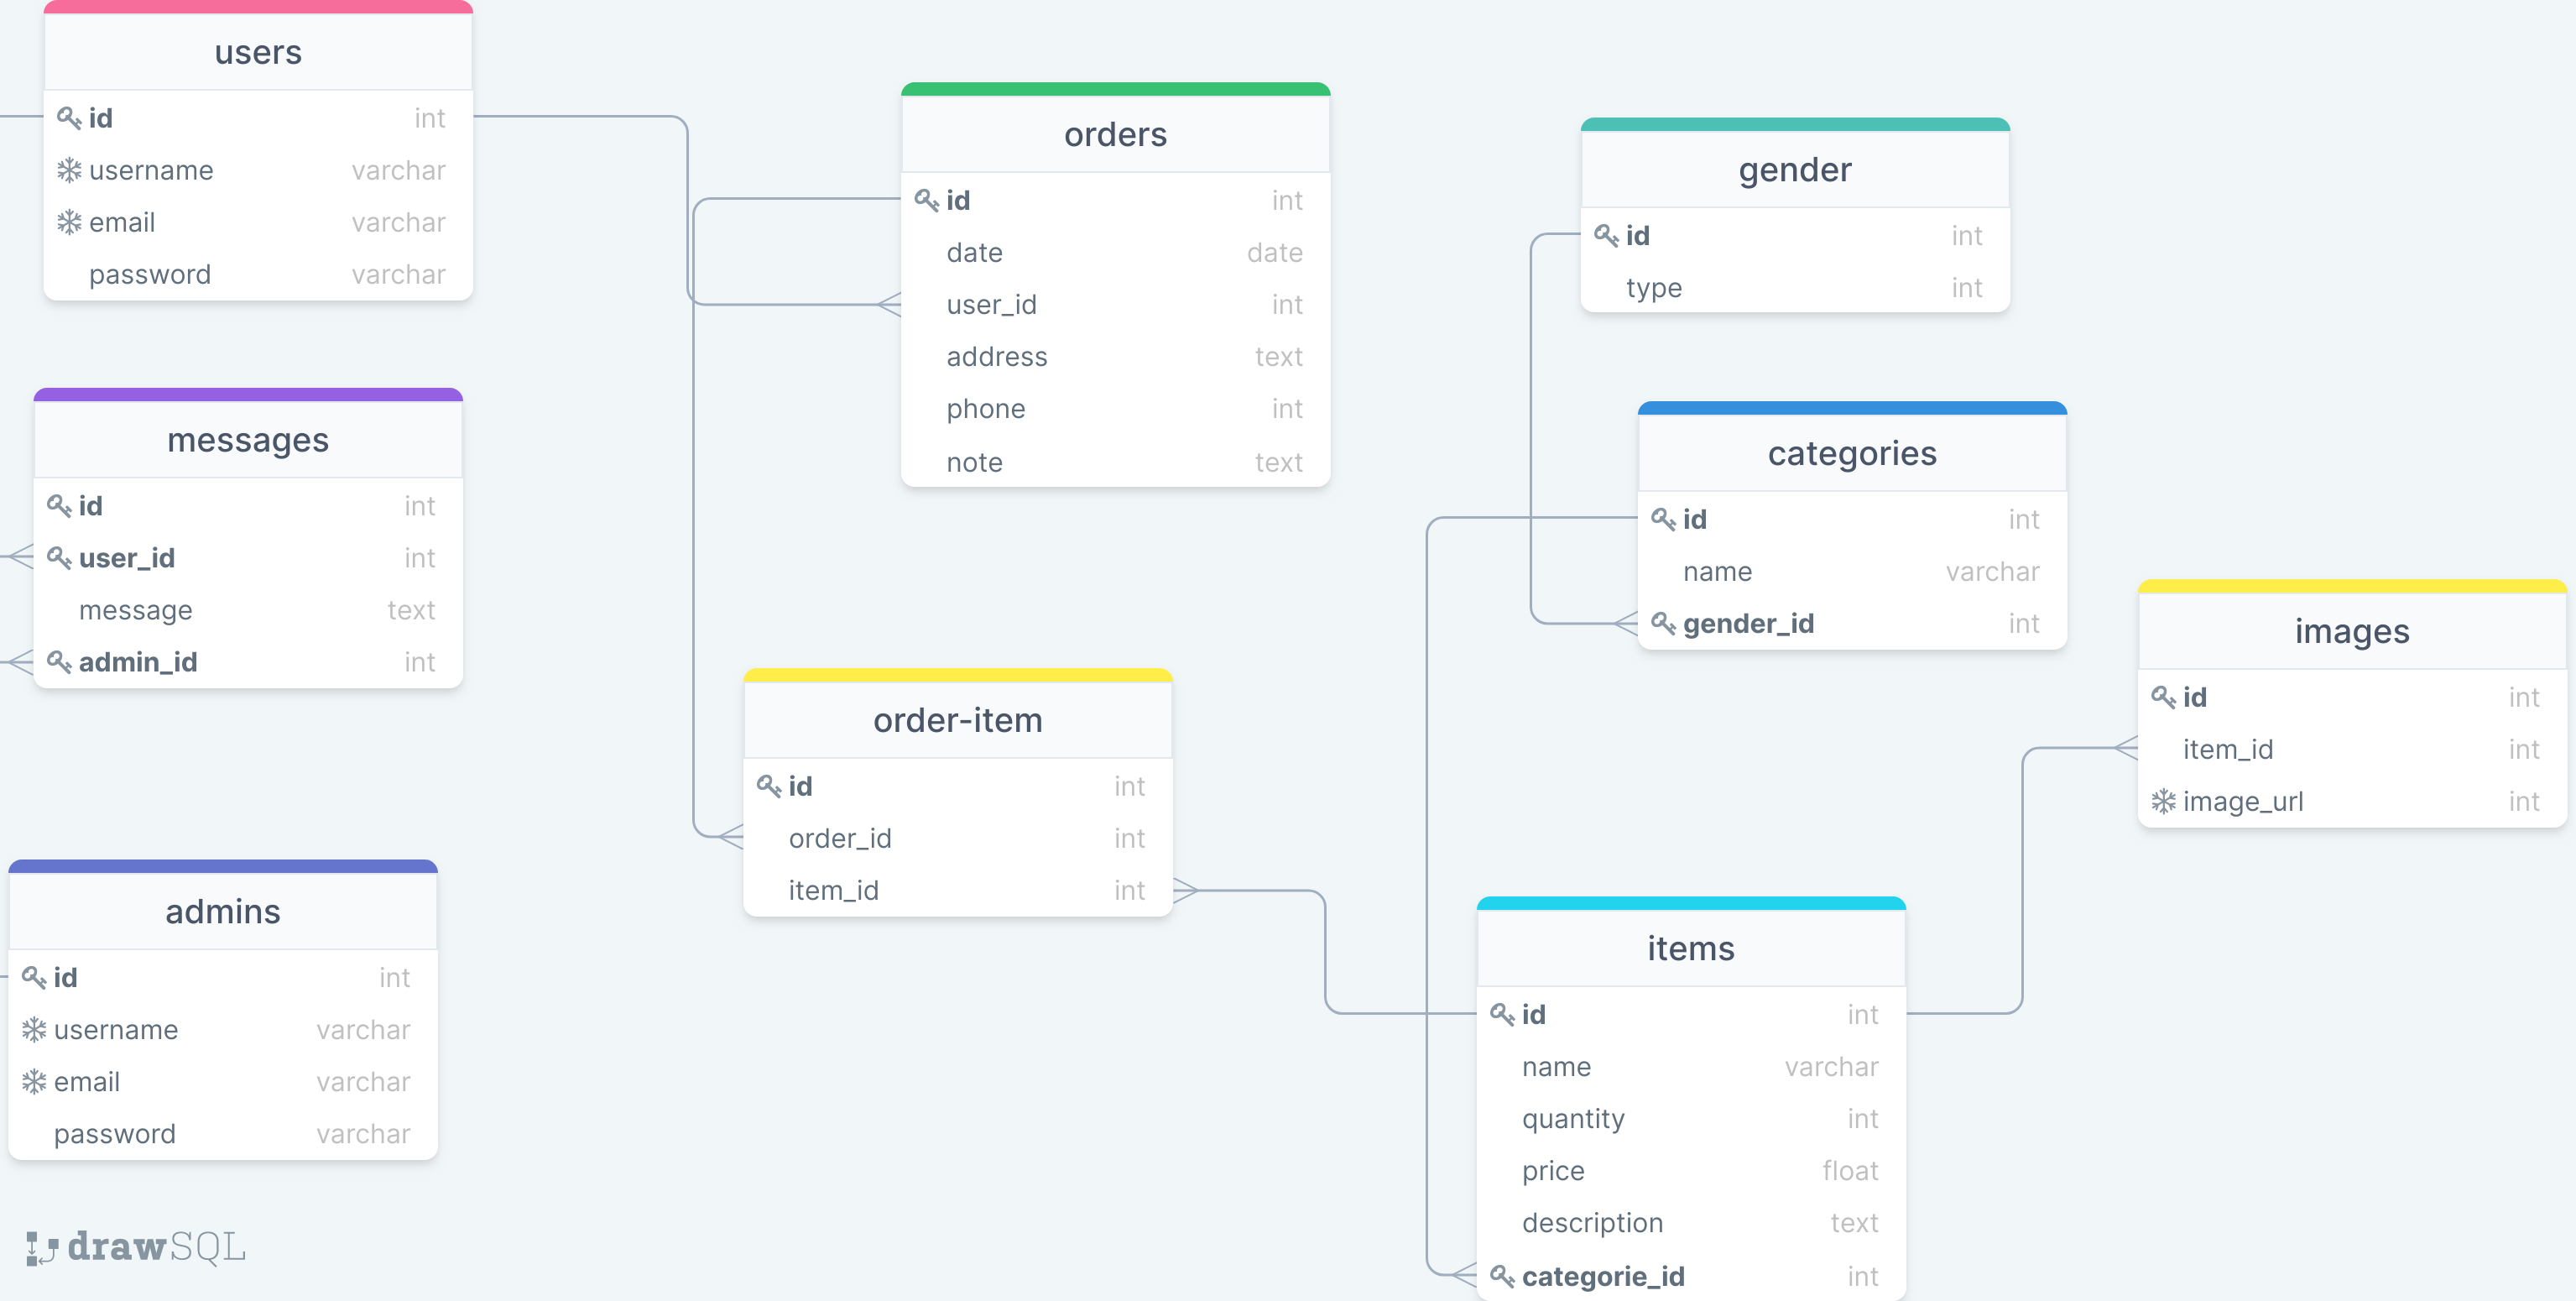 users
id int
username varchar
email varchar
password varchar
messages
id int
user_id int
message text
admin_id int
admins
id int
username varchar
email varchar
password varchar
drawSQL
orders
id int
date date
user_id int
address text
phone int
note text
order-item
id int
order_id int
item_id int
gender
id int
type int
categories
id int
name varchar
gender_id int
items
id int
name varchar
quantity int
price float
description text
categorie_id int
images
id int
item_id int
image_url int